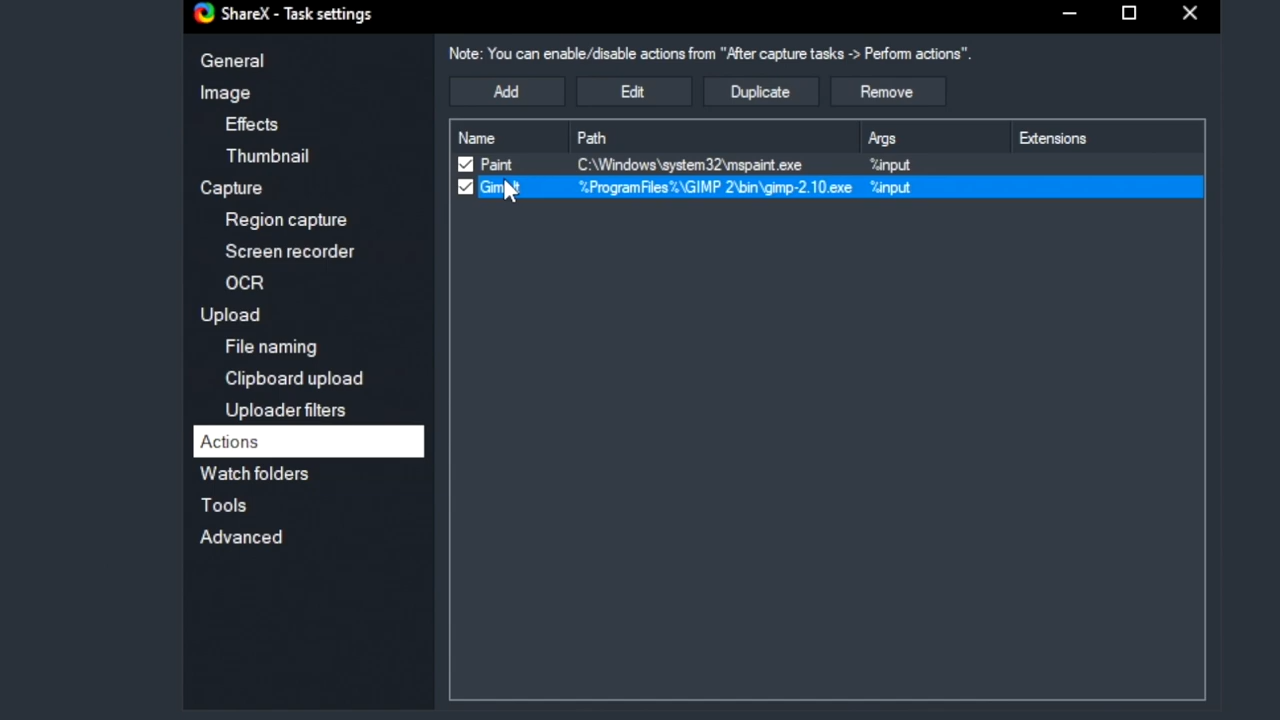 ShareX - Task settings
General
Image
Effects
Thumbnail
Capture
Region capture
Screen recorder
OCR
Upload
File naming
Clipboard upload
Uploader filters
Actions
Watch folders
Tools
Advanced
Note: You can enable/disable actions from "After capture tasks -> Perform actions".
Add Edit Duplicate Remove
Name Path Args Extensions
Paint C:\Windows\system32\mspaint.exe %input
%ProgramFiles%\GIMP 2\bin\gimp-2.10.exe %input